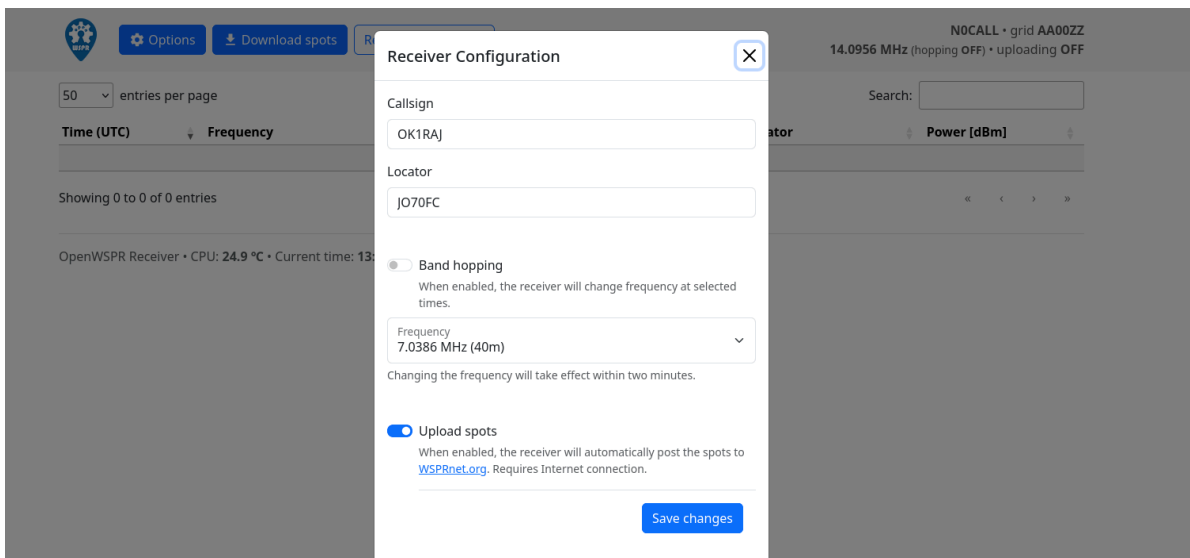 WSPR
Options
Download spots
N0CALL • grid AA00ZZ
14.0956 MHz (hopping OFF) • uploading OFF
50 entries per page
Search:
Time (UTC) Frequency Power [dBm]
Showing 0 to 0 of 0 entries
« ‹ › »
OpenWSPR Receiver • CPU: 24.9 °C • Current time: 13:
Receiver Configuration
Callsign
OK1RAJ
Locator
JO70FC
Band hopping
When enabled, the receiver will change frequency at selected
times.
Frequency
7.0386 MHz (40m)
Changing the frequency will take effect within two minutes.
Upload spots
When enabled, the receiver will automatically post the spots to
WSPRnet.org. Requires Internet connection.
Save changes